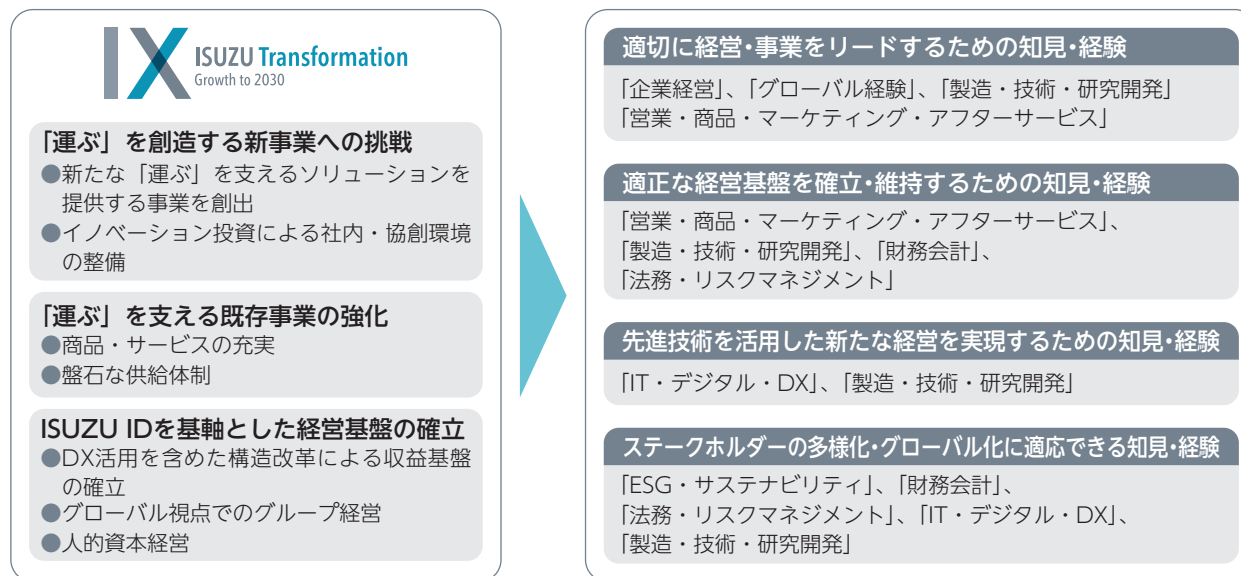 IX ISUZU Transformation
Growth to 2030
「運ぶ」を創造する新事業への挑戦
●新たな「運ぶ」を支えるソリューションを
提供する事業を創出
●イノベーション投資による社内・協創環境
の整備
「運ぶ」を支える既存事業の強化
●商品・サービスの充実
●盤石な供給体制
ISUZU IDを基軸とした経営基盤の確立
●DX活用を含めた構造改革による収益基盤
の確立
●グローバル視点でのグループ経営
●人的資本経営
適切に経営・事業をリードするための知見・経験
「企業経営」、「グローバル経験」、「製造・技術・研究開発」
「営業・商品・マーケティング・アフターサービス」
適正な経営基盤を確立・維持するための知見・経験
「営業・商品・マーケティング・アフターサービス」、
「製造・技術・研究開発」、「財務会計」、
「法務・リスクマネジメント」
先進技術を活用した新たな経営を実現するための知見・経験
「IT・デジタル・DX」、「製造・技術・研究開発」
ステークホルダーの多様化・グローバル化に適応できる知見・経験
「ESG・サステナビリティ」、「財務会計」、
「法務・リスクマネジメント」、「IT・デジタル・DX」、
「製造・技術・研究開発」